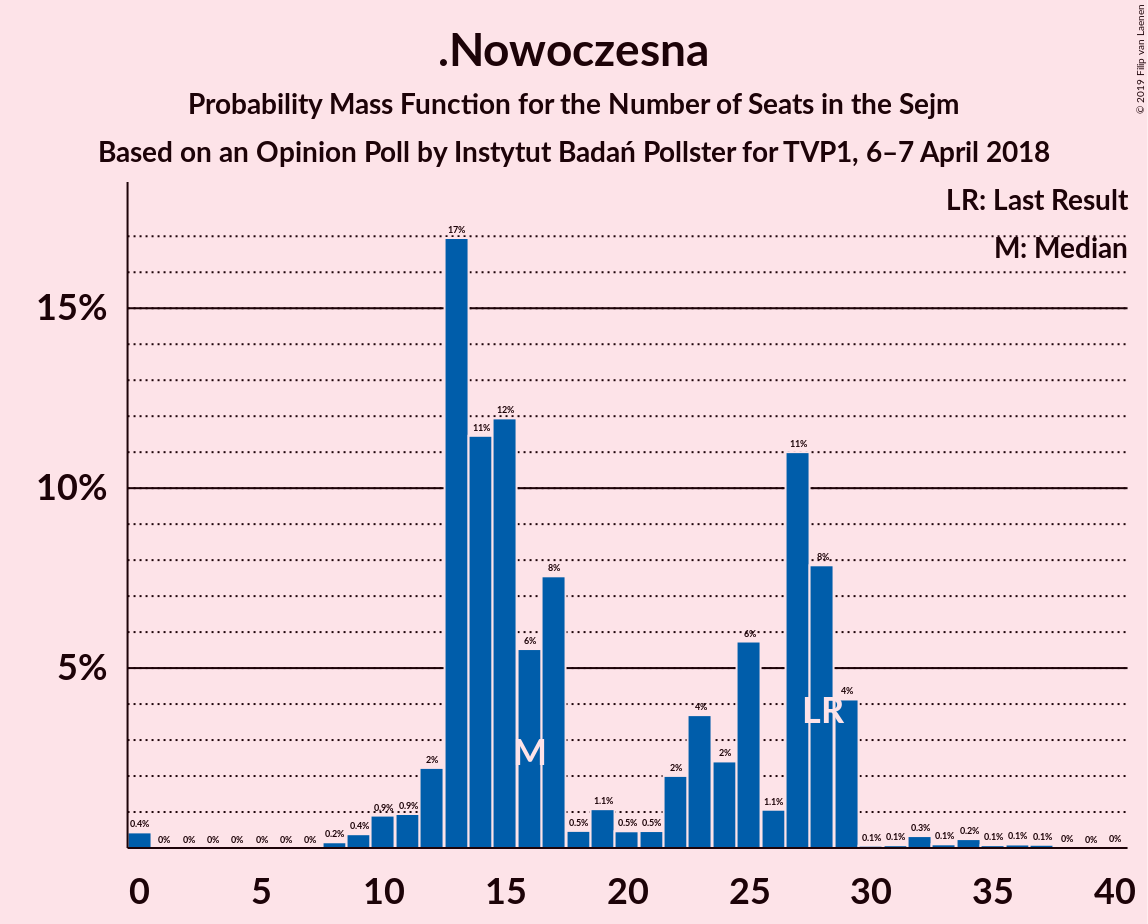 .Nowoczesna
Probability Mass Function for the Number of Seats in the Sejm
Based on an Opinion Poll by Instytut Badań Pollster for TVP1, 6–7 April 2018
© 2019 Filip van Laenen
LR: Last Result
M: Median
15%
10%
5%
0.4% 0% 0% 0% 0% 0% 0% 0% 0.2% 0.4% 0.9% 0.9% 2% 17% 11% 12% 6% 8% 0.5% 1.1% 0.5% 0.5% 2% 4% 2% 6% 1.1% 11% 8% 4% 0.1% 0.1% 0.3% 0.1% 0.2% 0.1% 0.1% 0.1% 0% 0% 0%
M
LR
0 5 10 15 20 25 30 35 40